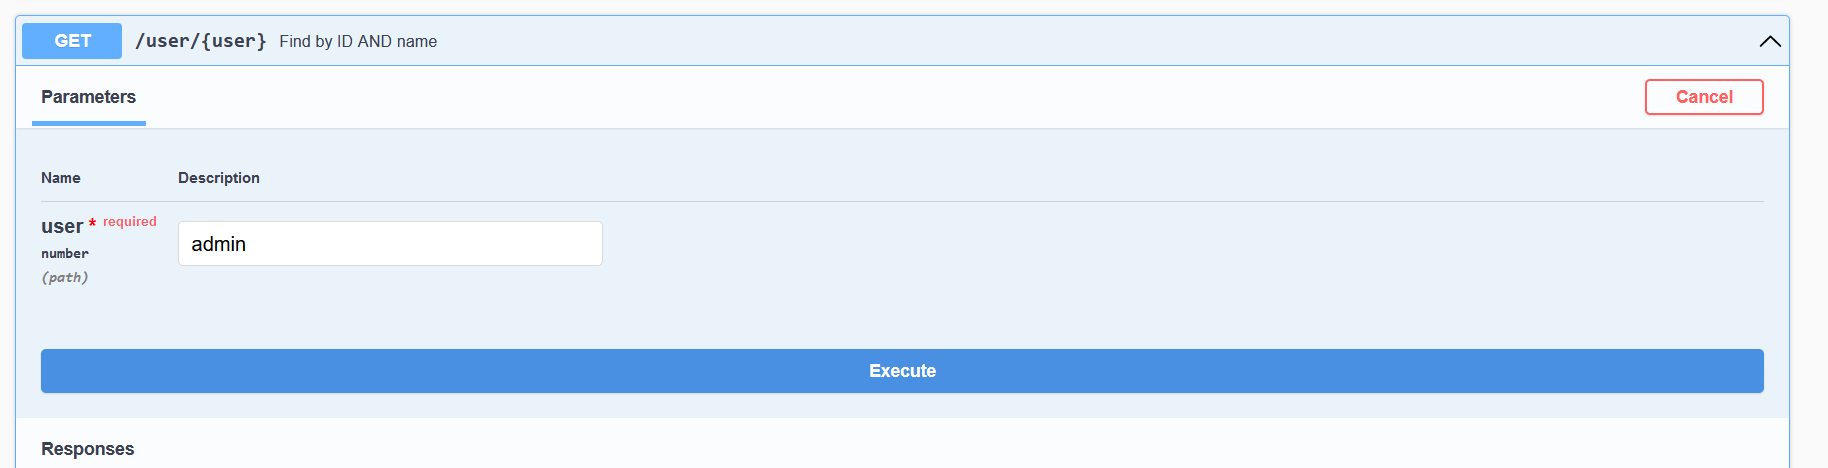 GET /user/{user} Find by ID AND name
Parameters Cancel
Name Description
user * required
number
(path)
admin
Execute
Responses